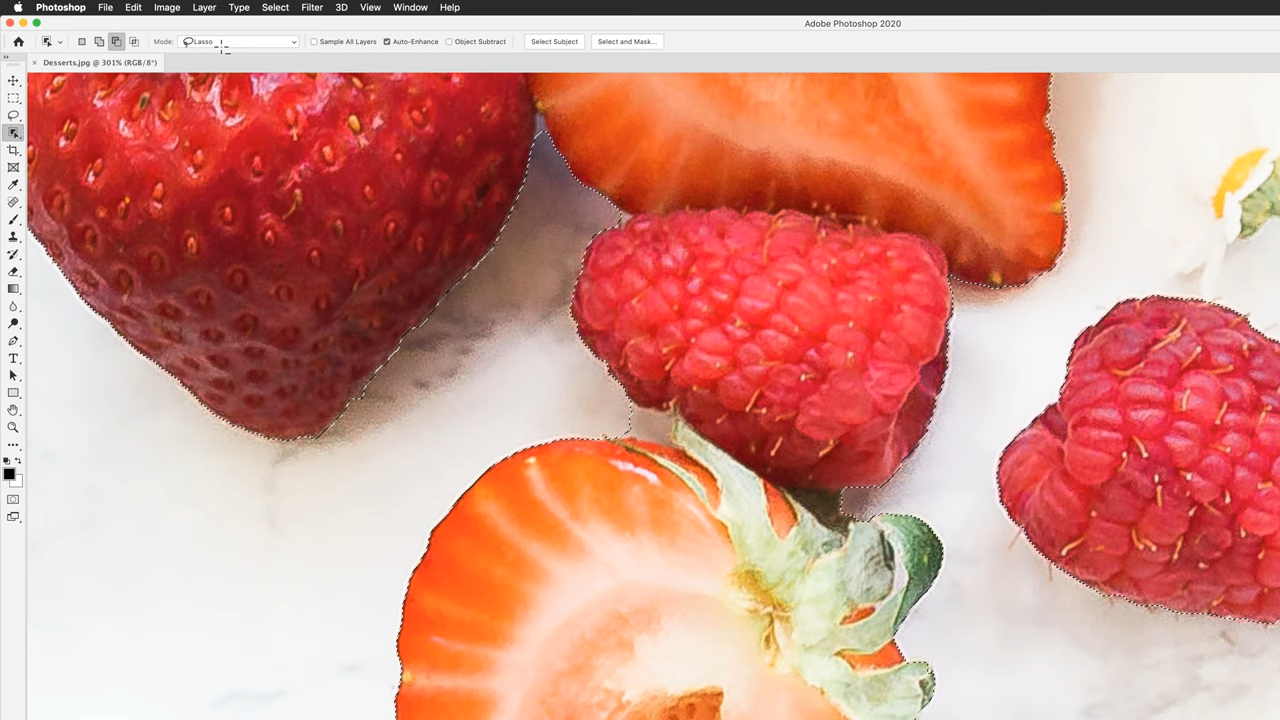 Photoshop File Edit Image Layer Type Select Filter 3D View Window Help
Adobe Photoshop 2020
Mode: Lasso Sample All Layers Auto-Enhance Object Subtract Select Subject Select and Mask...
Desserts.jpg @ 301% (RGB/8*)